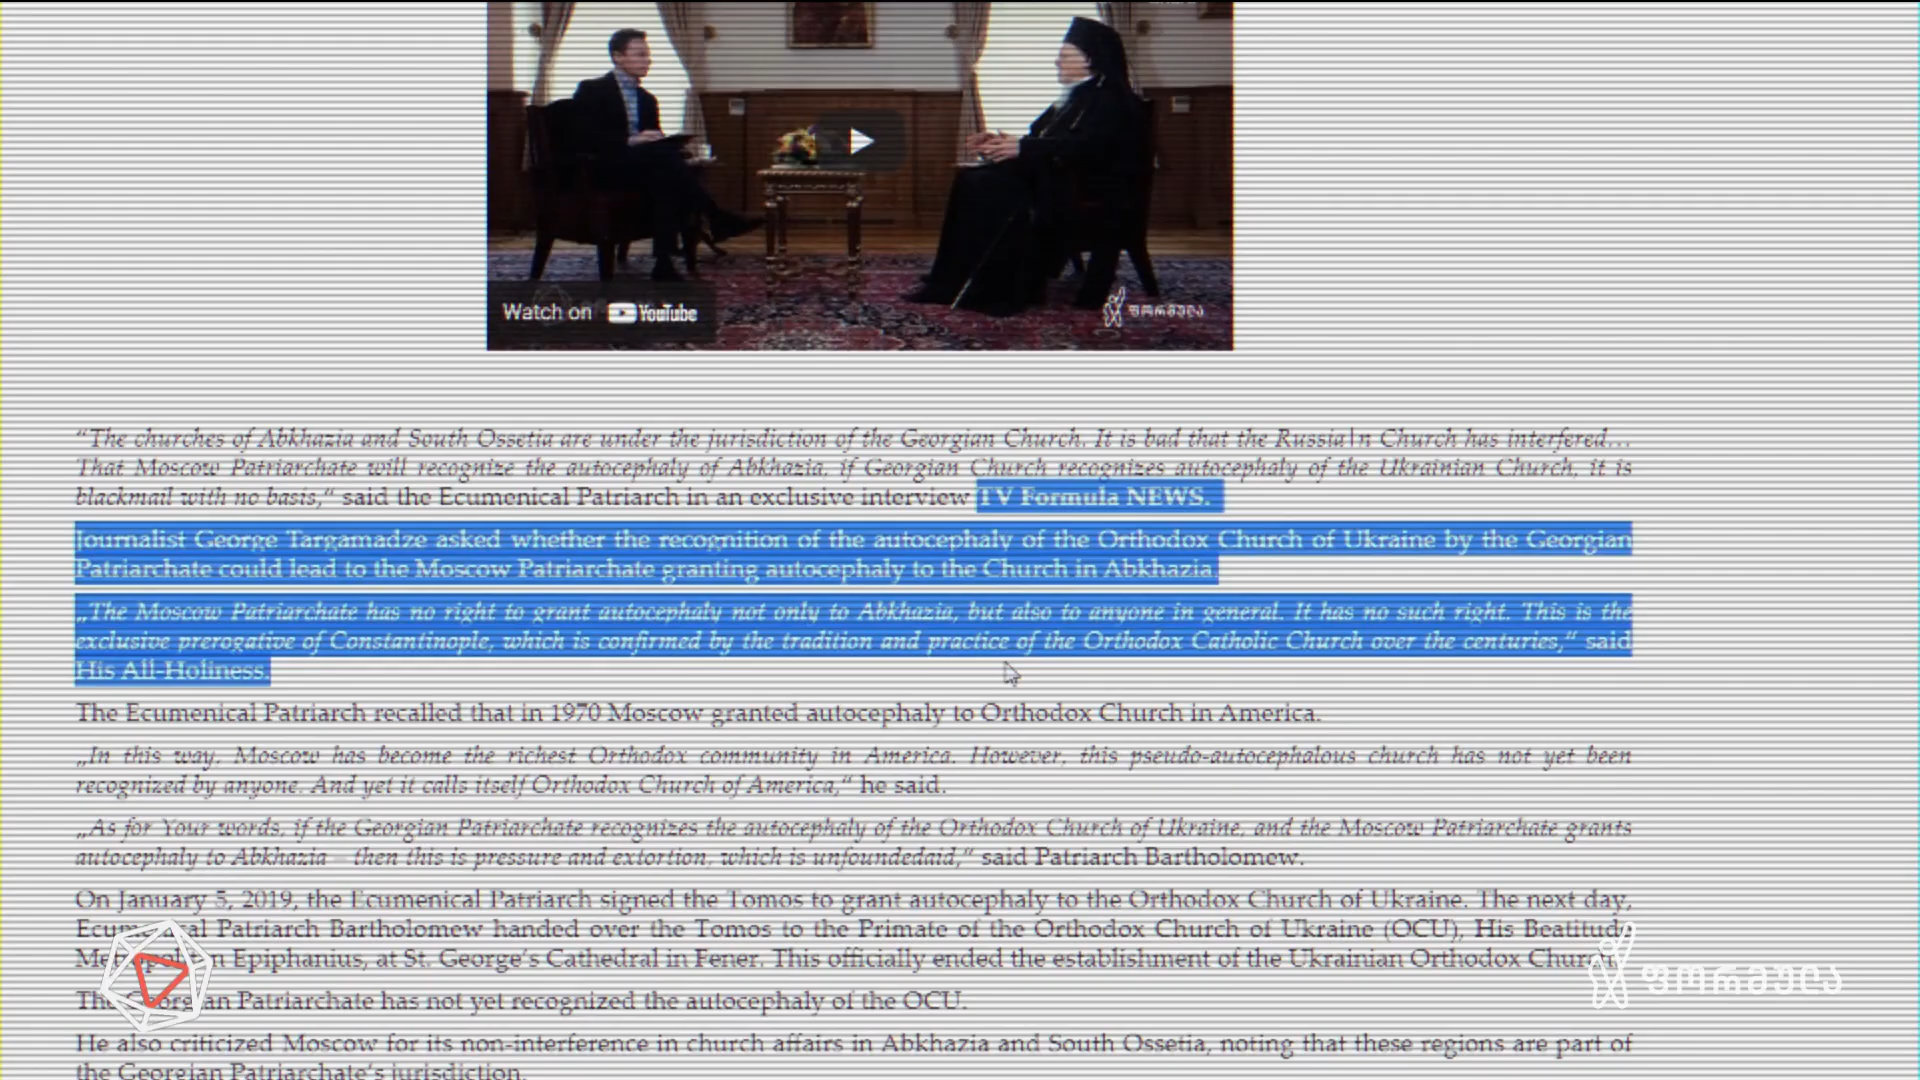 Watch on YouTube
ფორმულა
“The churches of Abkhazia and South Ossetia are under the jurisdiction of the Georgian Church. It is bad that the Russia|n Church has interfered…
That Moscow Patriarchate will recognize the autocephaly of Abkhazia, if Georgian Church recognizes autocephaly of the Ukrainian Church, it is
blackmail with no basis,“ said the Ecumenical Patriarch in an exclusive interview TV Formula NEWS.
Journalist George Targamadze asked whether the recognition of the autocephaly of the Orthodox Church of Ukraine by the Georgian
Patriarchate could lead to the Moscow Patriarchate granting autocephaly to the Church in Abkhazia.
„The Moscow Patriarchate has no right to grant autocephaly not only to Abkhazia, but also to anyone in general. It has no such right. This is the
exclusive prerogative of Constantinople, which is confirmed by the tradition and practice of the Orthodox Catholic Church over the centuries,“ said
His All-Holiness.
The Ecumenical Patriarch recalled that in 1970 Moscow granted autocephaly to Orthodox Church in America.
„In this way, Moscow has become the richest Orthodox community in America. However, this pseudo-autocephalous church has not yet been
recognized by anyone. And yet it calls itself Orthodox Church of America,“ he said.
„As for Your words, if the Georgian Patriarchate recognizes the autocephaly of the Orthodox Church of Ukraine, and the Moscow Patriarchate grants
autocephaly to Abkhazia – then this is pressure and extortion, which is unfoundedaid,“ said Patriarch Bartholomew.
On January 5, 2019, the Ecumenical Patriarch signed the Tomos to grant autocephaly to the Orthodox Church of Ukraine. The next day,
Ecumenical Patriarch Bartholomew handed over the Tomos to the Primate of the Orthodox Church of Ukraine (OCU), His Beatitude
Metropolitan Epiphanius, at St. George’s Cathedral in Fener. This officially ended the establishment of the Ukrainian Orthodox Church.
The Georgian Patriarchate has not yet recognized the autocephaly of the OCU.
ფორმულა
He also criticized Moscow for its non-interference in church affairs in Abkhazia and South Ossetia, noting that these regions are part of
the Georgian Patriarchate’s jurisdiction.